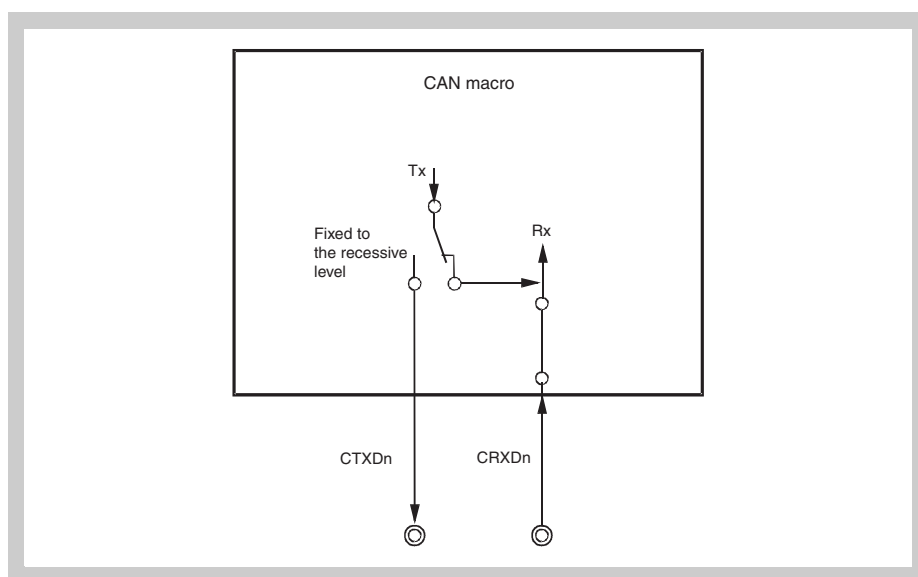 CAN macro
Tx
Rx
Fixed to
the recessive
level
CTXDn
CRXDn